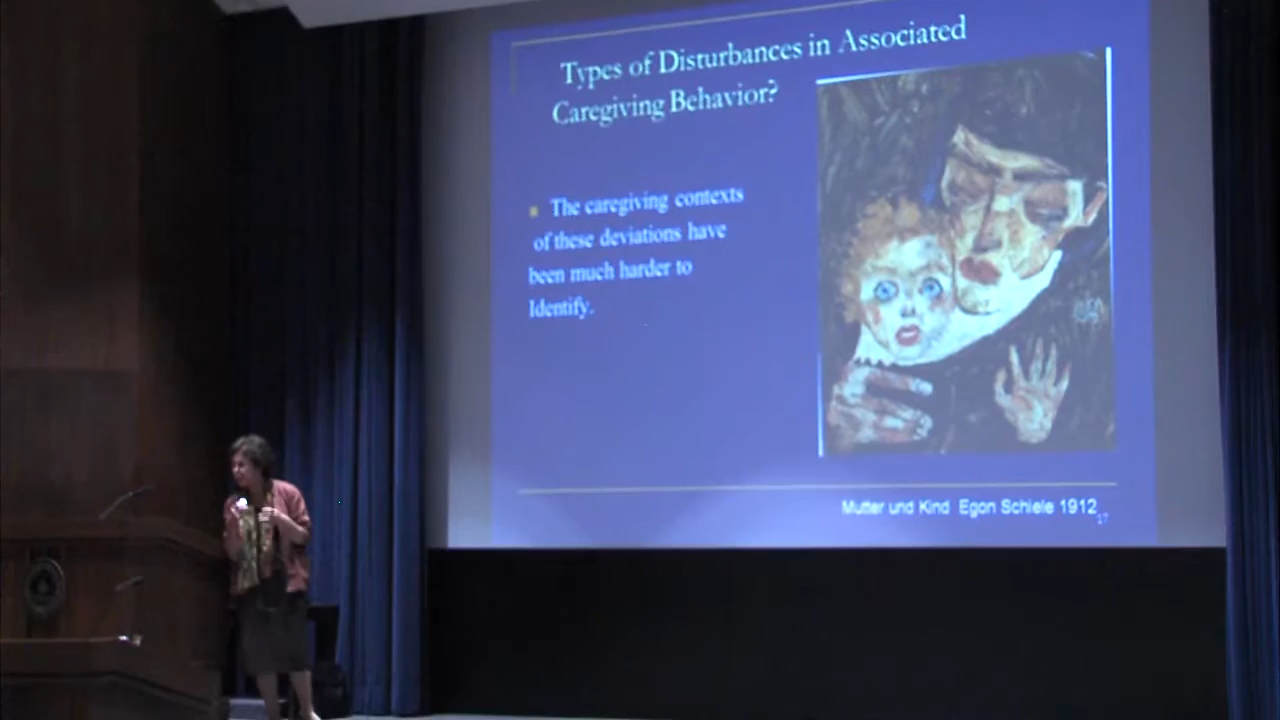 Types of Disturbances in Associated
Caregiving Behavior?
The caregiving contexts
of these deviations have
been much harder to
Identify.
Mutter und Kind Egon Schiele 1912
17